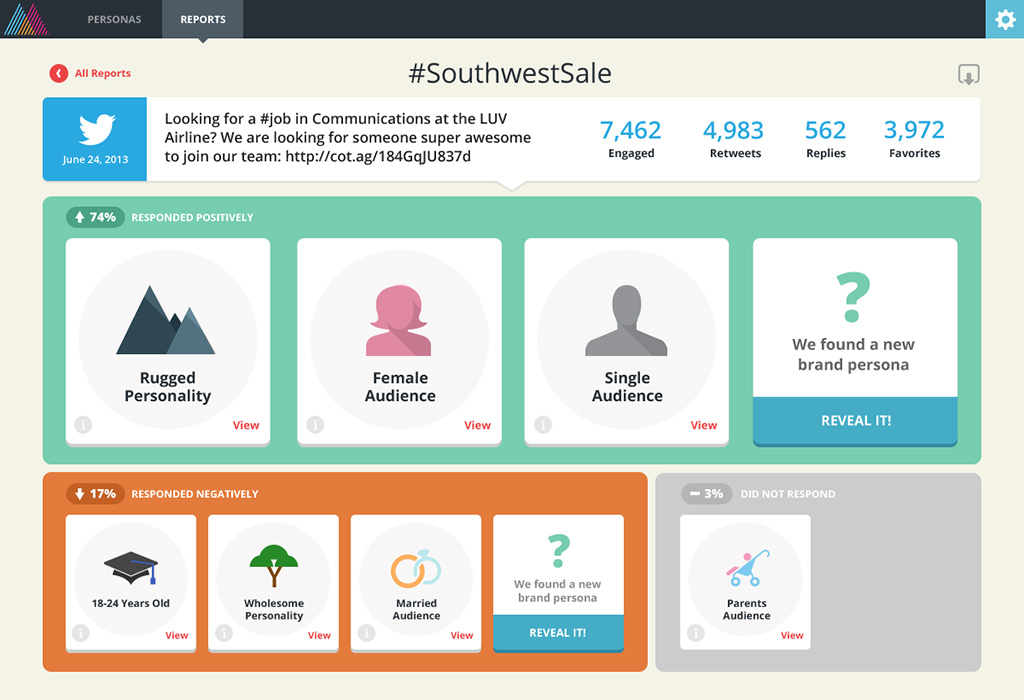 PERSONAS
REPORTS
All Reports
#SouthwestSale
June 24, 2013
Looking for a #job in Communications at the LUV
Airline? We are looking for someone super awesome
to join our team: http://cot.ag/184GqJU837d
7,462
Engaged
4,983
Retweets
562
Replies
3,972
Favorites
74%
RESPONDED POSITIVELY
Rugged
Personality
i
View
Female
Audience
i
View
Single
Audience
i
View
?
We found a new
brand persona
REVEAL IT!
17%
RESPONDED NEGATIVELY
18-24 Years Old
i
View
Wholesome
Personality
i
View
Married
Audience
i
View
?
We found a new
brand persona
REVEAL IT!
3%
DID NOT RESPOND
Parents
Audience
i
View